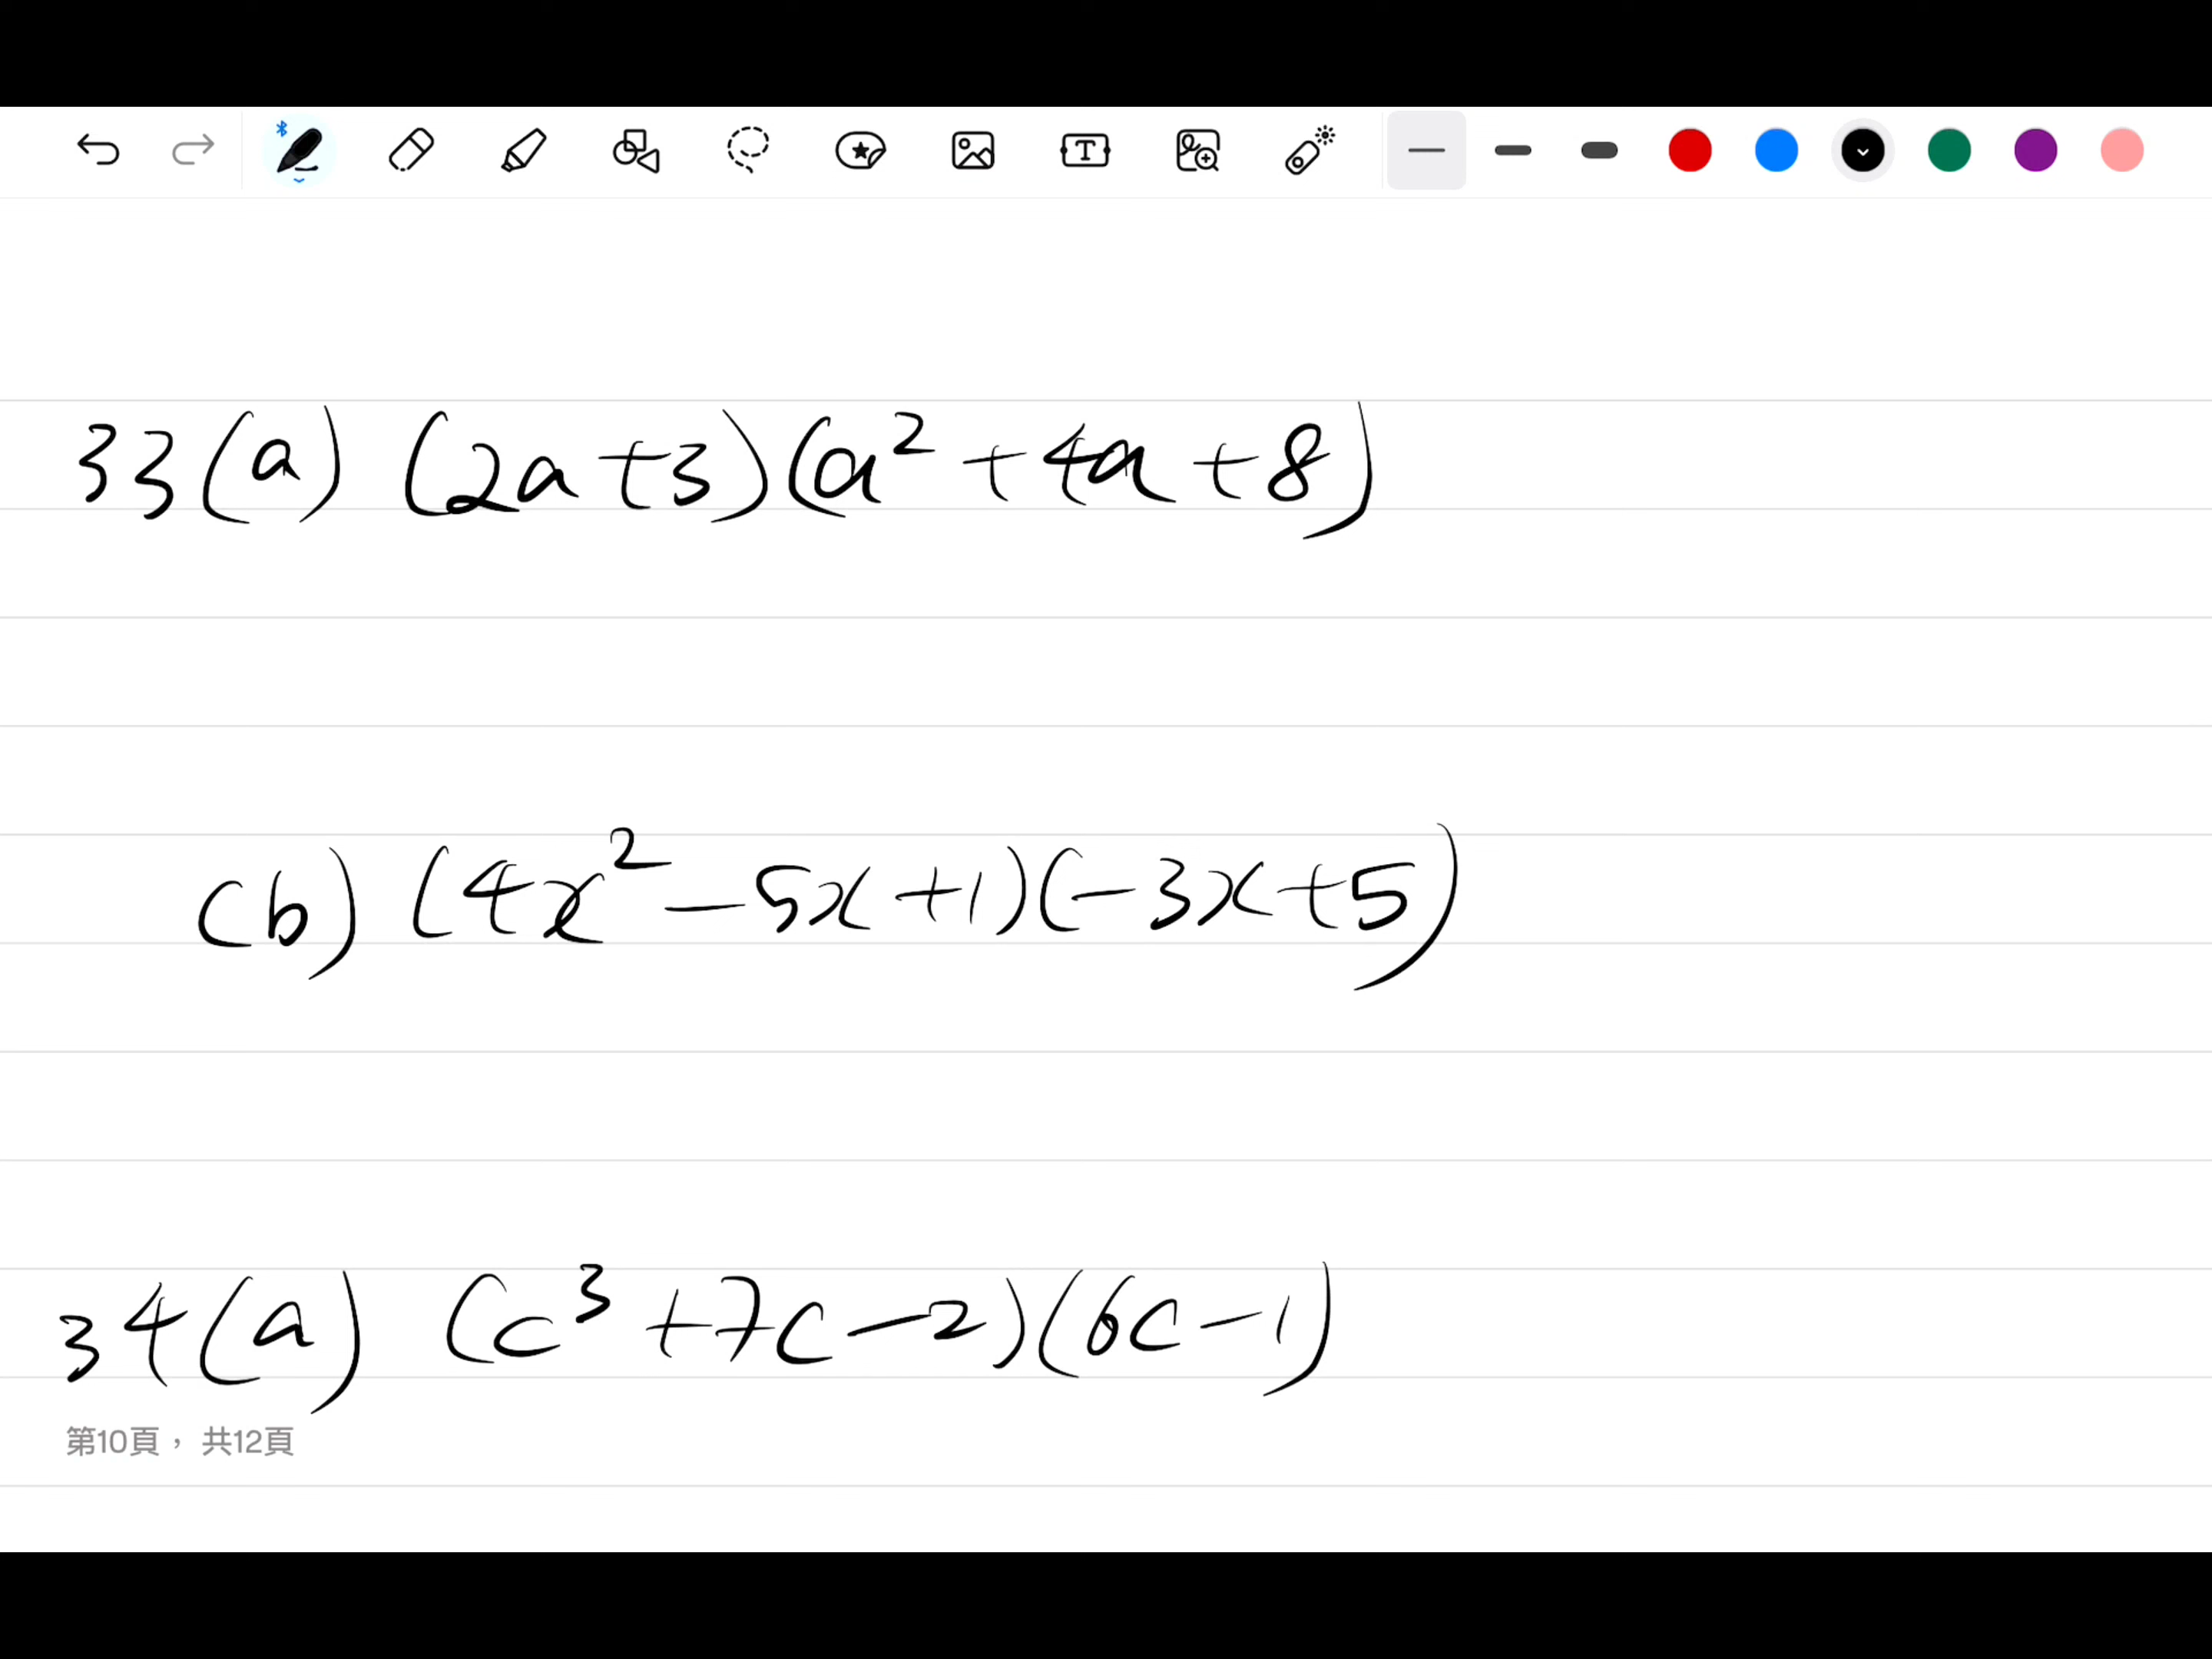 33(a) (2a+3)(a²+4a+8)
(b) (4x²-5x+1)(-3x+5)
34(a) (c³+7c-2)(6c-1)
第10頁，共12頁